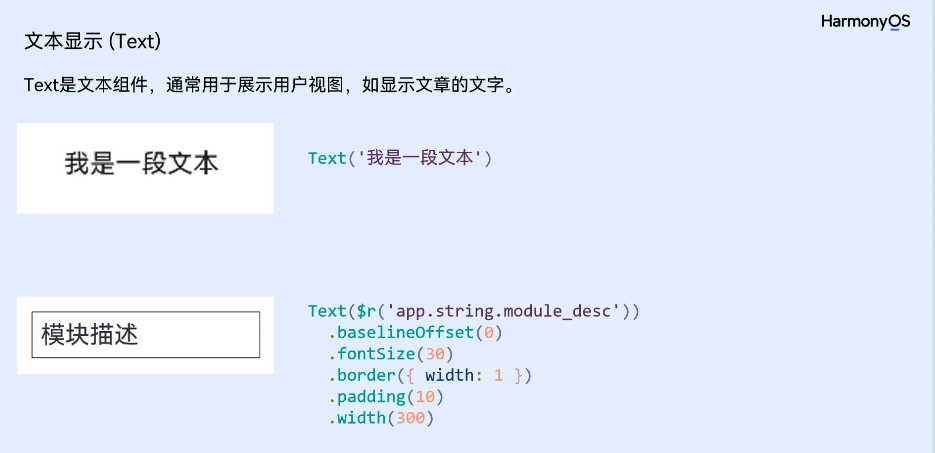 HarmonyOS
文本显示 (Text)
Text是文本组件，通常用于展示用户视图，如显示文章的文字。
我是一段文本
Text('我是一段文本')
模块描述
Text($r('app.string.module_desc'))
.baselineOffset(0)
.fontSize(30)
.border({ width: 1 })
.padding(10)
.width(300)